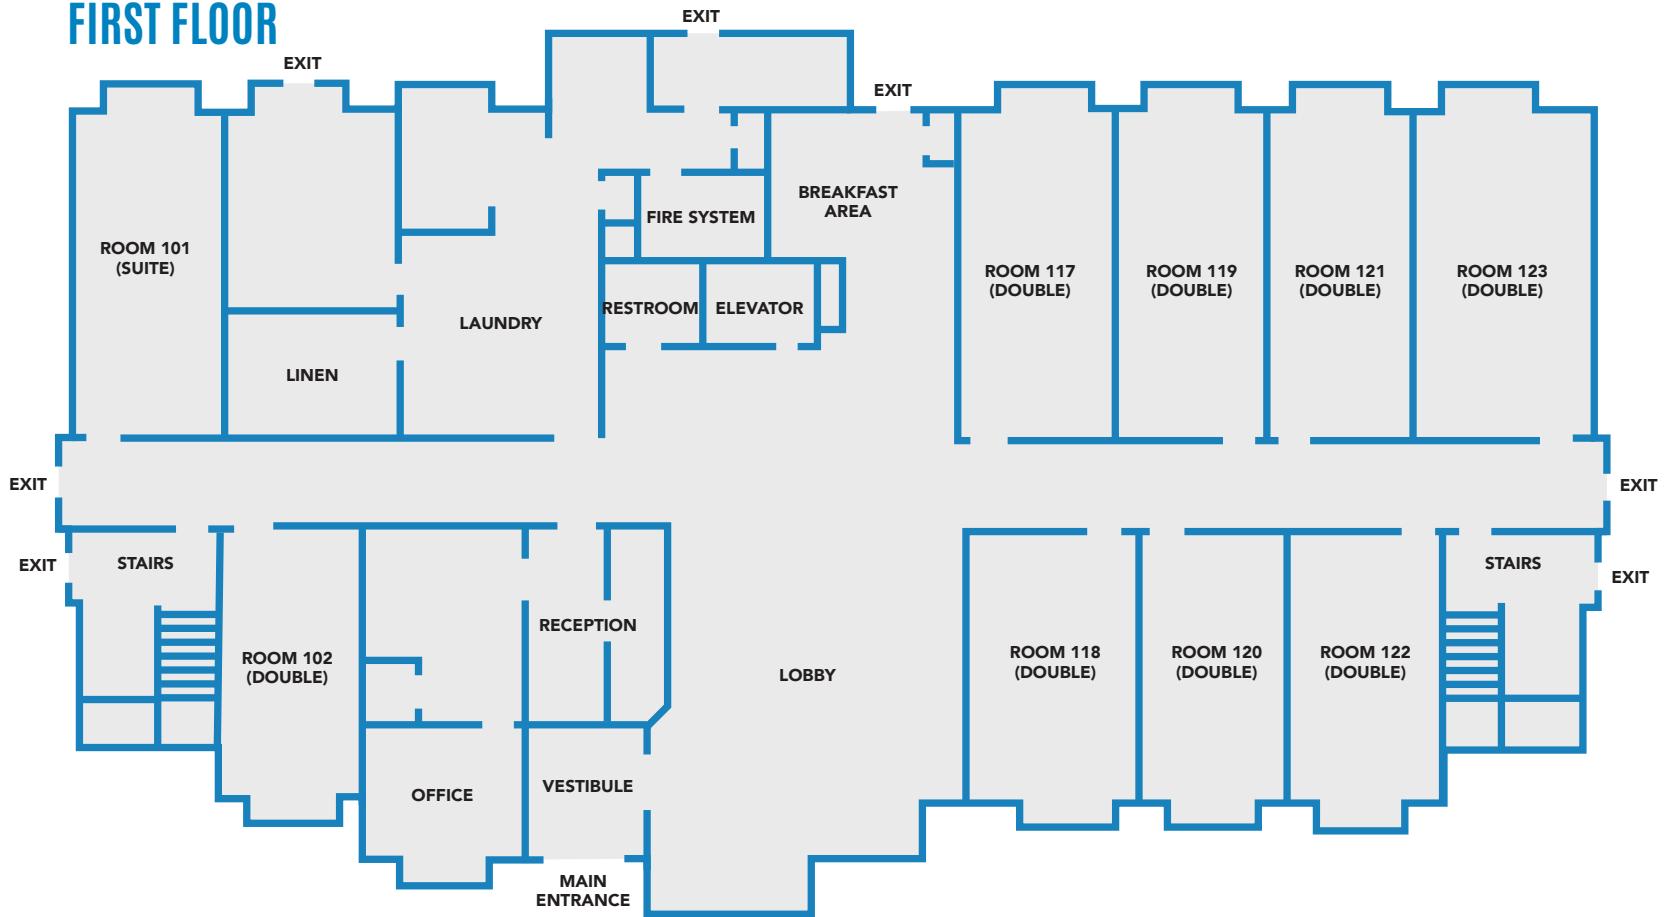 FIRST FLOOR
EXIT
EXIT
EXIT
ROOM 101
(SUITE)
LINEN
LAUNDRY
FIRE SYSTEM
RESTROOM
ELEVATOR
BREAKFAST
AREA
ROOM 117
(DOUBLE)
ROOM 119
(DOUBLE)
ROOM 121
(DOUBLE)
ROOM 123
(DOUBLE)
EXIT
EXIT
EXIT
STAIRS
STAIRS
EXIT
ROOM 102
(DOUBLE)
RECEPTION
OFFICE
VESTIBULE
LOBBY
ROOM 118
(DOUBLE)
ROOM 120
(DOUBLE)
ROOM 122
(DOUBLE)
MAIN
ENTRANCE